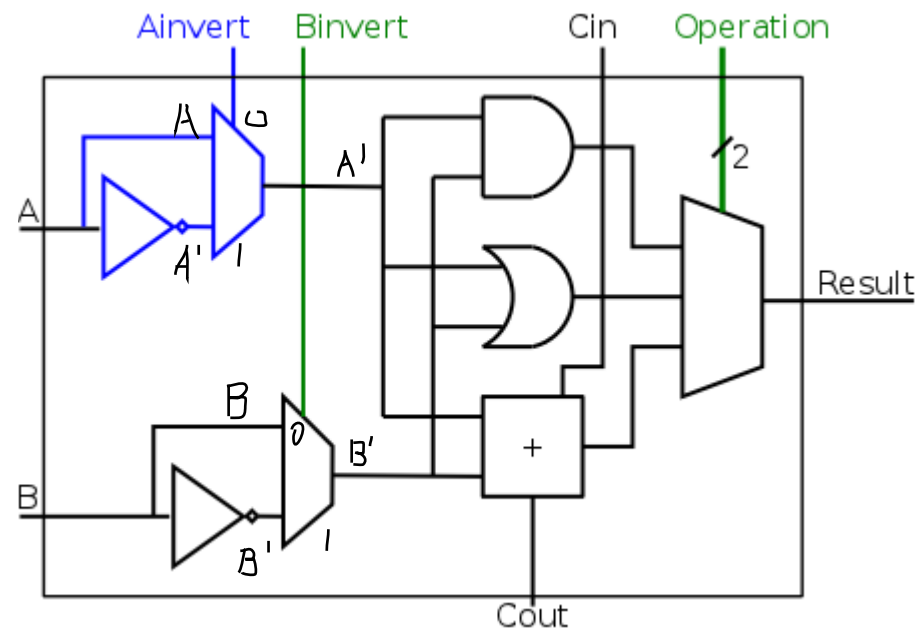 Ainvert Binvert Cin Operation
A 0
2
A'
A
A' 1
Result
B
0
+
B'
B
B' 1
Cout